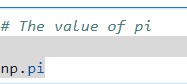 # The value of pi
np.pi